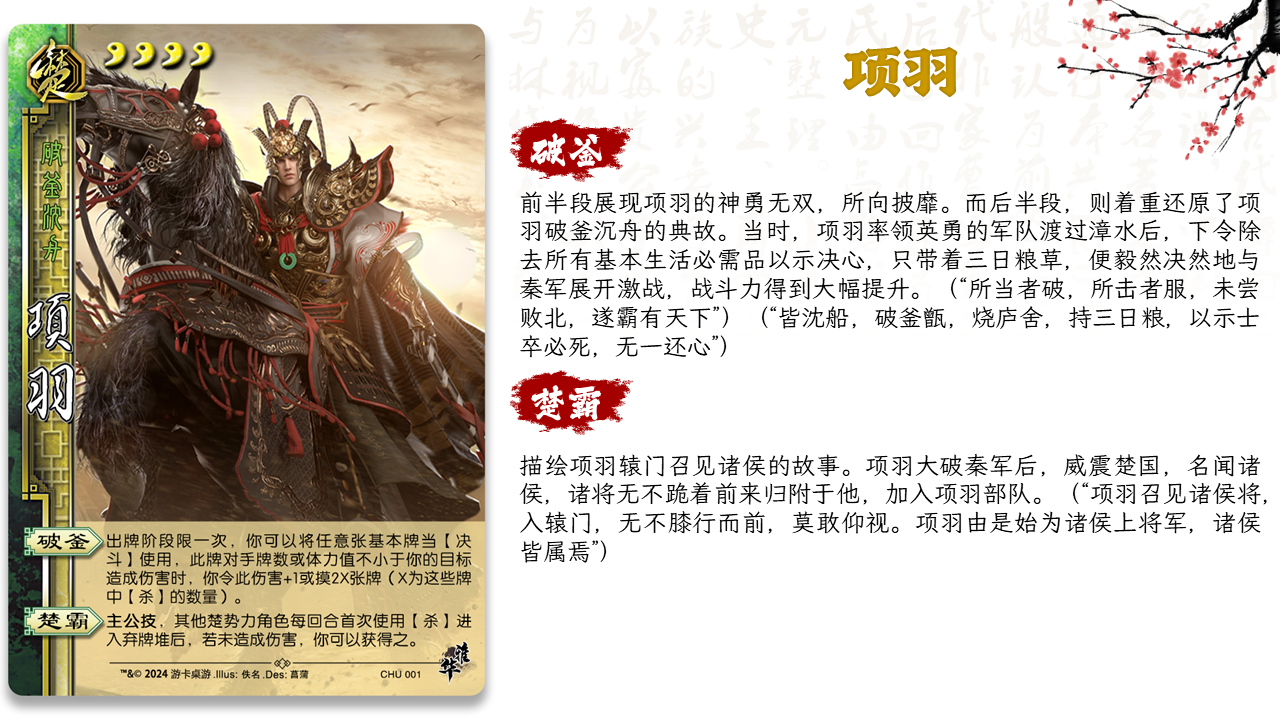 楚
破釜沈舟
項羽
破釜
出牌阶段限一次，你可以将任意张基本牌当【决
斗】使用，此牌对手牌数或体力值不小于你的目标
造成伤害时，你令此伤害+1或摸2X张牌（X为这些牌
中【杀】的数量）。
楚霸
主公技，其他楚势力角色每回合首次使用【杀】进
入弃牌堆后，若未造成伤害，你可以获得之。
™&© 2024 游卡桌游.Illus: 佚名.Des: 菖蒲
CHU 001
项羽
破釜
前半段展现项羽的神勇无双，所向披靡。而后半段，则着重还原了项
羽破釜沉舟的典故。当时，项羽率领英勇的军队渡过漳水后，下令除
去所有基本生活必需品以示决心，只带着三日粮草，便毅然决然地与
秦军展开激战，战斗力得到大幅提升。（“所当者破，所击者服，未尝
败北，遂霸有天下”）（“皆沈船，破釜甑，烧庐舍，持三日粮，以示士
卒必死，无一还心”）
楚霸
描绘项羽辕门召见诸侯的故事。项羽大破秦军后，威震楚国，名闻诸
侯，诸将无不跪着前来归附于他，加入项羽部队。（“项羽召见诸侯将，
入辕门，无不膝行而前，莫敢仰视。项羽由是始为诸侯上将军，诸侯
皆属焉”）